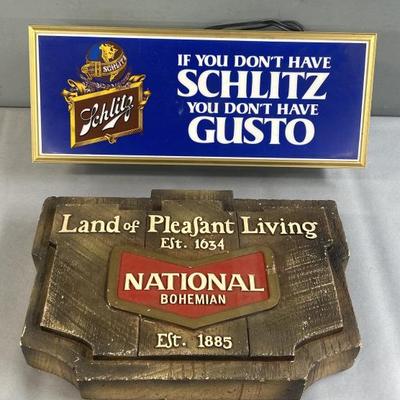 SCHLITZ
Schlitz
IF YOU DON'T HAVE
SCHLITZ
YOU DON'T HAVE
GUSTO
Land of Pleaſant Living
Est. 1634
NATIONAL
BOHEMIAN
Est. 1885